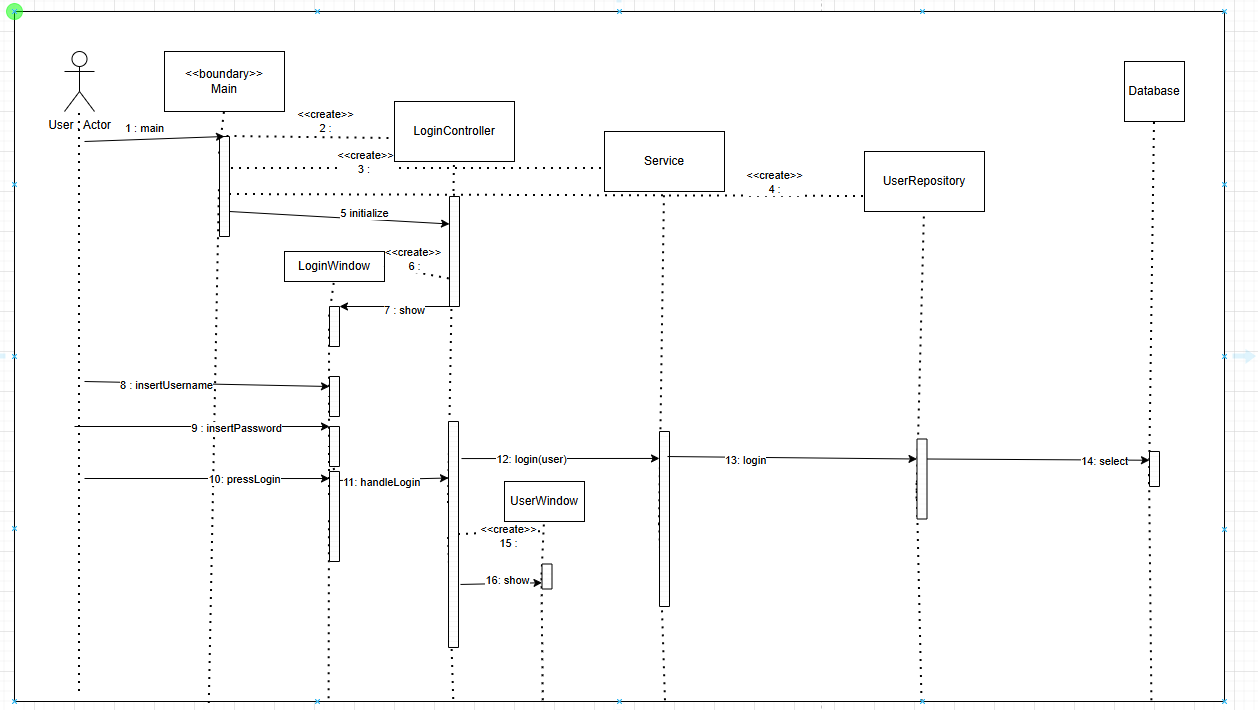 <<boundary>>
Main
Database
User : Actor
<<create>>
2 :
1 : main
LoginController
<<create>>
3 :
Service
<<create>>
4 :
UserRepository
5 initialize
<<create>>
6 :
LoginWindow
7 : show
8 : insertUsername
9 : insertPassword
10: pressLogin
11: handleLogin
12: login(user)
13: login
14: select
UserWindow
<<create>>
15 :
16: show